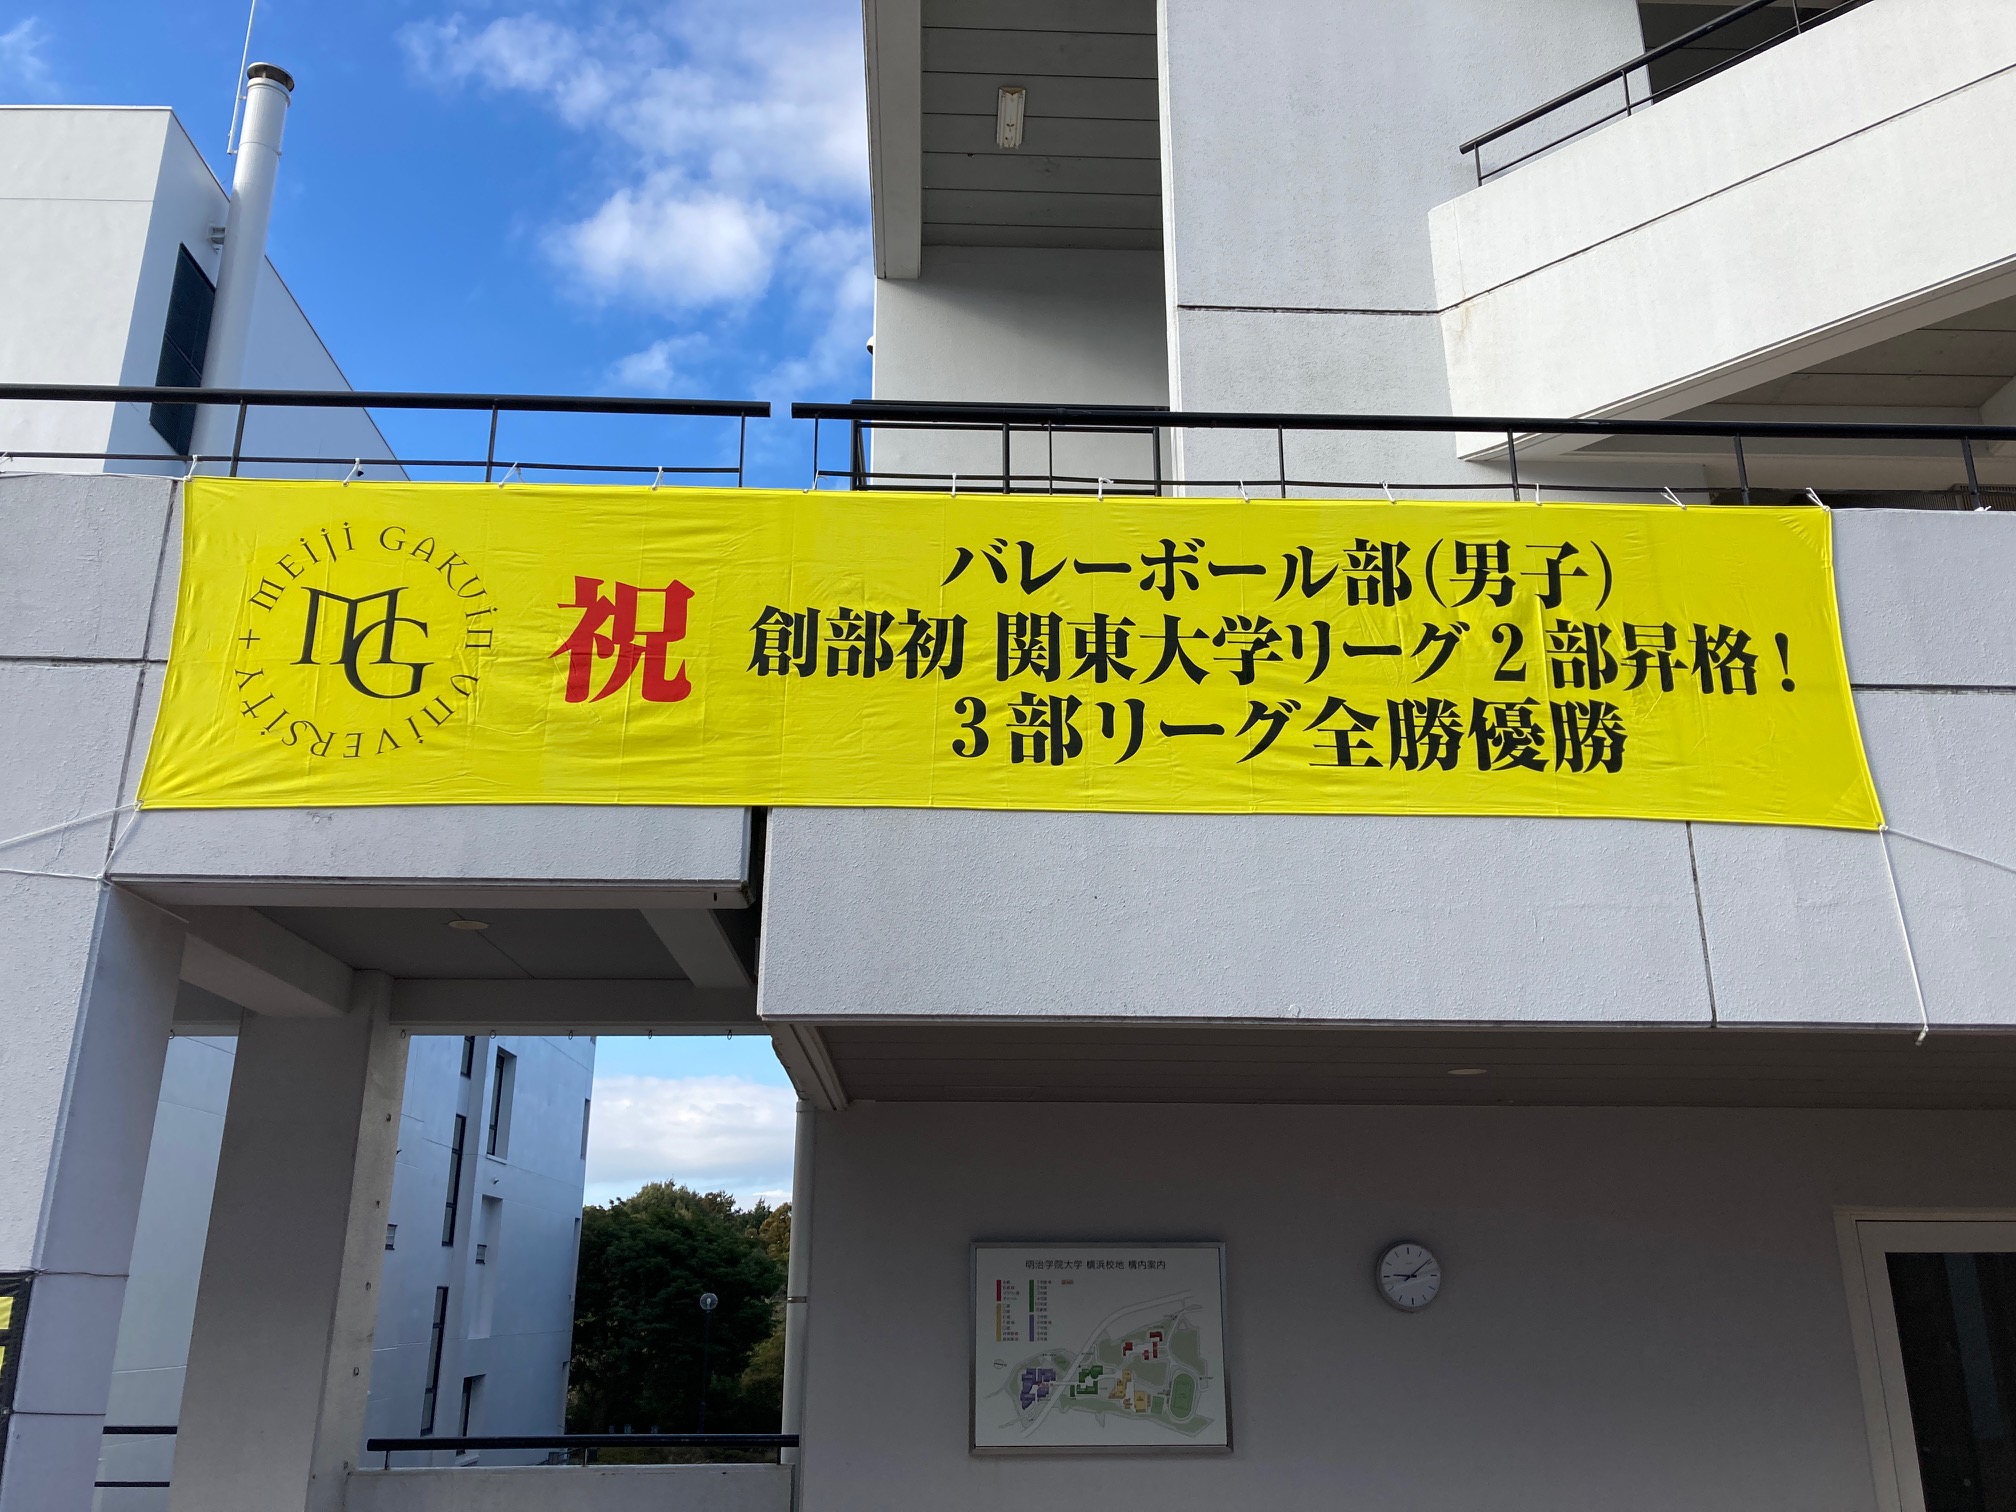 MEIJI GAKUIN UNIVERSITY
MG
祝
バレーボール部(男子)
創部初 関東大学リーグ2部昇格!
3部リーグ全勝優勝
明治学院大学 横浜校地 構内案内